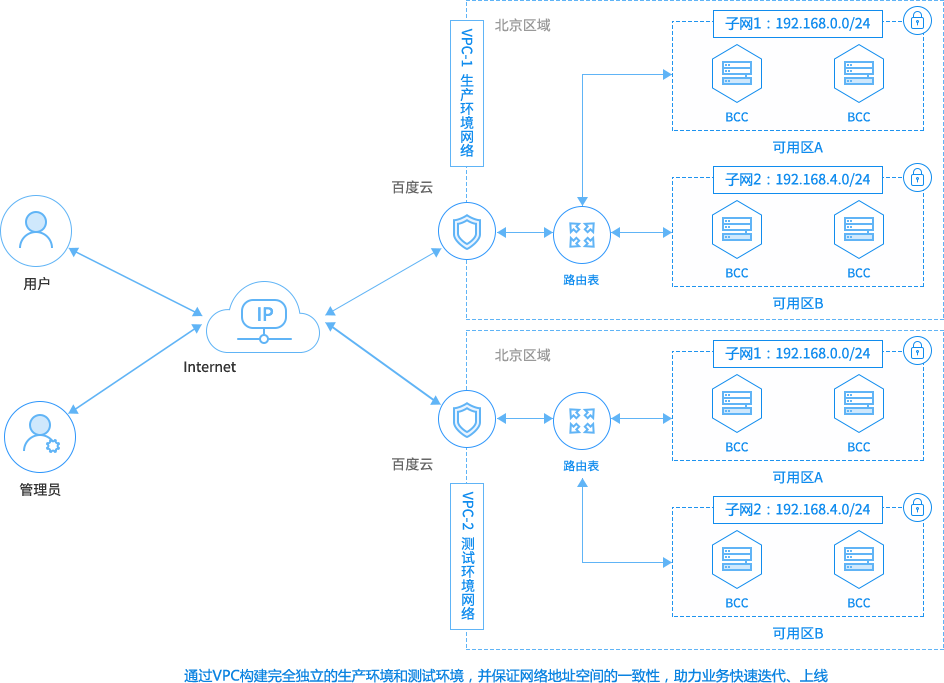 北京区域
VPC-1 生产环境网络
子网1：192.168.0.0/24
BCC
BCC
可用区A
百度云
子网2：192.168.4.0/24
BCC
BCC
可用区B
路由表
用户
IP
Internet
管理员
北京区域
子网1：192.168.0.0/24
BCC
BCC
可用区A
百度云
路由表
VPC-2 测试环境网络
子网2：192.168.4.0/24
BCC
BCC
可用区B
通过VPC构建完全独立的生产环境和测试环境，并保证网络地址空间的一致性，助力业务快速迭代、上线